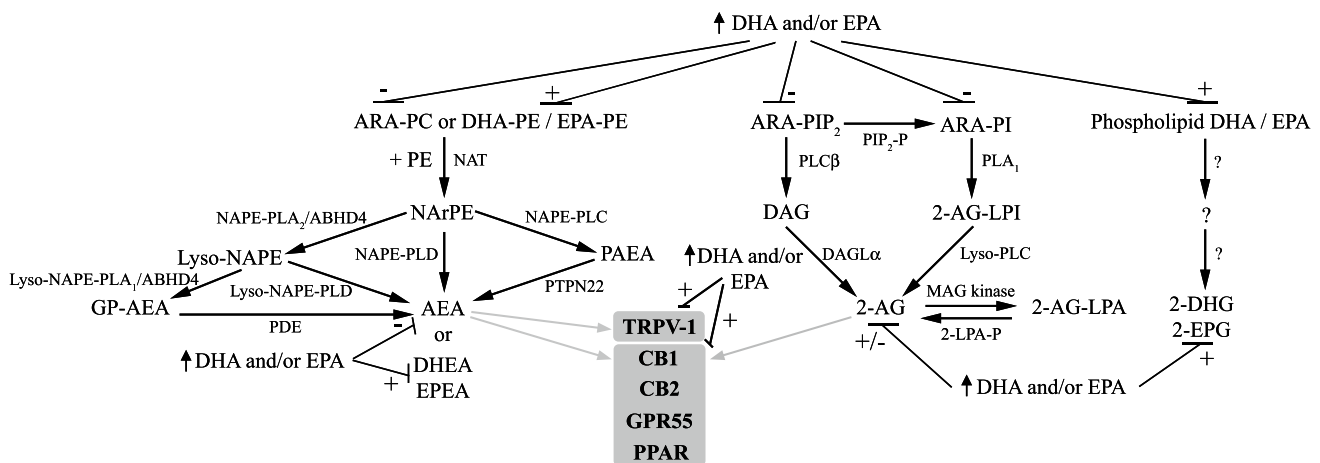 ↑ DHA and/or EPA
- + - - +
ARA-PC or DHA-PE / EPA-PE
ARA-PIP₂
PIP₂-P
ARA-PI
Phospholipid DHA / EPA
+ PE
NAT
PLCβ
PLA₁
?
NAPE-PLA₂/ABHD4
NArPE
NAPE-PLC
DAG
2-AG-LPI
?
Lyso-NAPE
NAPE-PLD
PAEA
↑DHA and/or
EPA
DAGLα
Lyso-PLC
?
Lyso-NAPE-PLA₁/ABHD4
Lyso-NAPE-PLD
PTPN22
GP-AEA
PDE
AEA
or
+
+
2-AG
MAG kinase
2-LPA-P
2-AG-LPA
2-DHG
2-EPG
TRPV-1
-
+/-
+
↑DHA and/or EPA
+
DHEA
EPEA
CB1
CB2
GPR55
PPAR
↑DHA and/or EPA